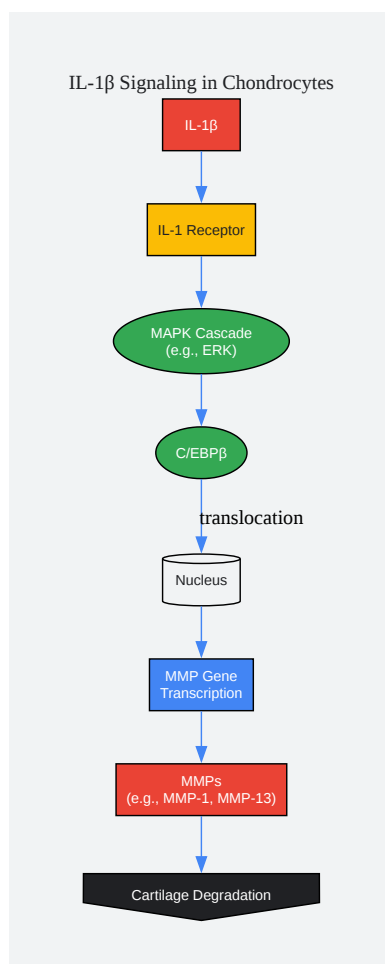 IL-1β Signaling in Chondrocytes
IL-1β
IL-1 Receptor
MAPK Cascade
(e.g., ERK)
C/EBPβ
translocation
Nucleus
MMP Gene
Transcription
MMPs
(e.g., MMP-1, MMP-13)
Cartilage Degradation